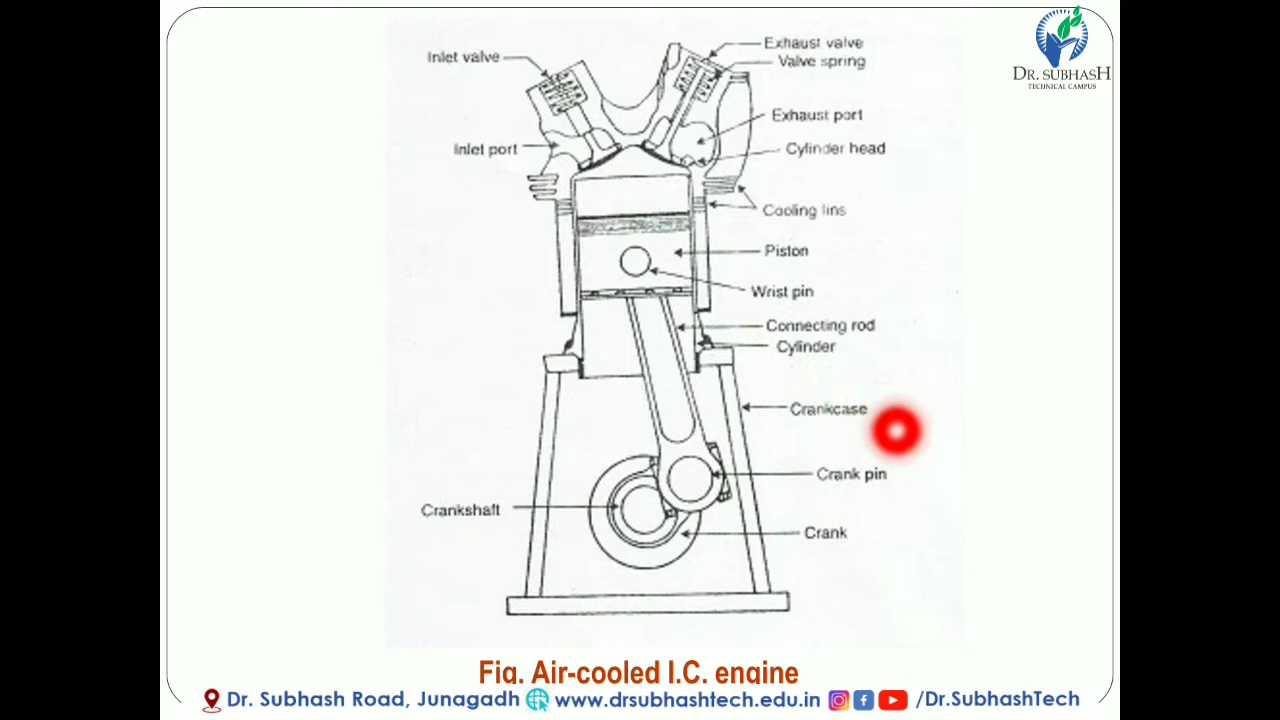 DR. SUBHASH
TECHNICAL CAMPUS
Inlet valve
Exhaust valve
Valve spring
Exhaust port
Inlet port
Cylinder head
Cooling lins
Piston
Wrist pin
Connecting rod
Cylinder
Crankcase
Crank pin
Crankshaft
Crank
Fig. Air-cooled I.C. engine
Dr. Subhash Road, Junagadh www.drsubhashtech.edu.in /Dr.SubhashTech